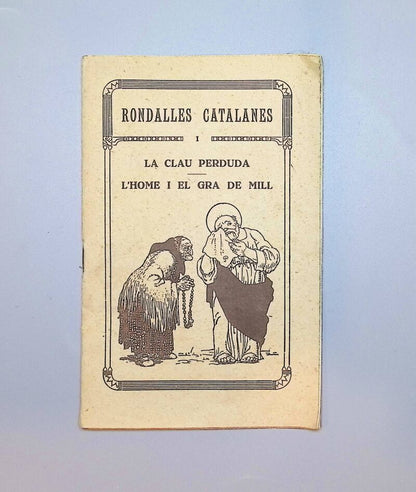 RONDALLES CATALANES
I
LA CLAU PERDUDA
L'HOME I EL GRA DE MILL